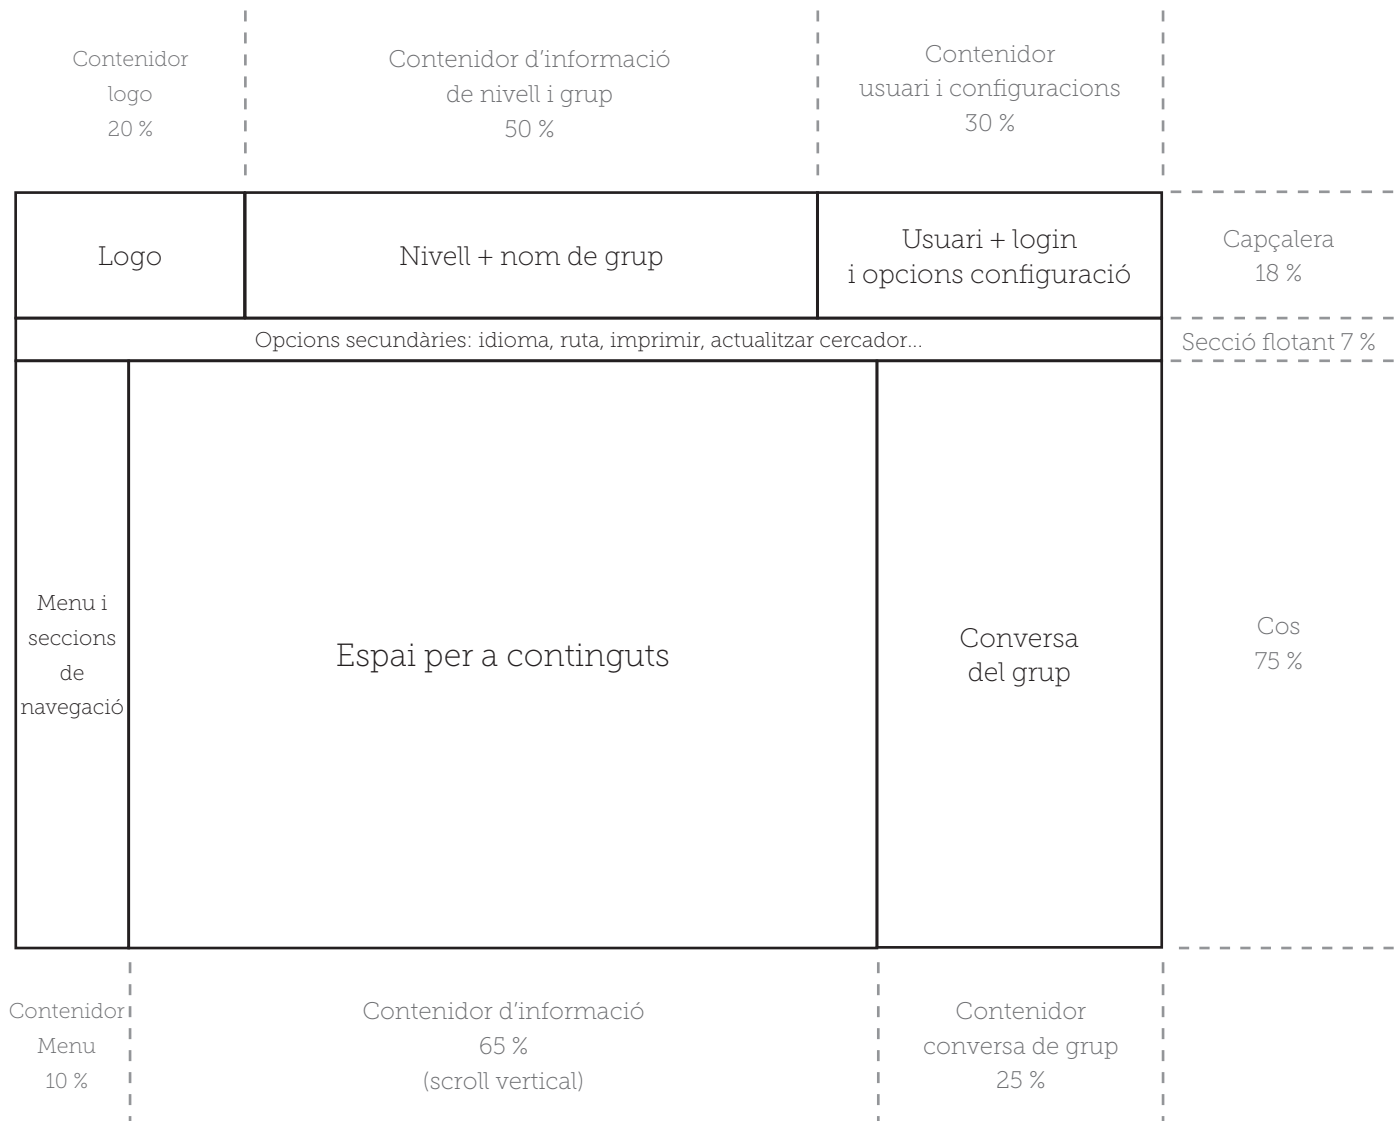 Contenidor
logo
20 %
Contenidor d'informació
de nivell i grup
50 %
Contenidor
usuari i configuracions
30 %
Logo
Nivell + nom de grup
Usuari + login
i opcions configuració
Capçalera
18 %
Opcions secundàries: idioma, ruta, imprimir, actualitzar cercador...
Secció flotant 7 %
Menu i
seccions
de
navegació
Espai per a continguts
Conversa
del grup
Cos
75 %
Contenidor
Menu
10 %
Contenidor d'informació
65 %
(scroll vertical)
Contenidor
conversa de grup
25 %